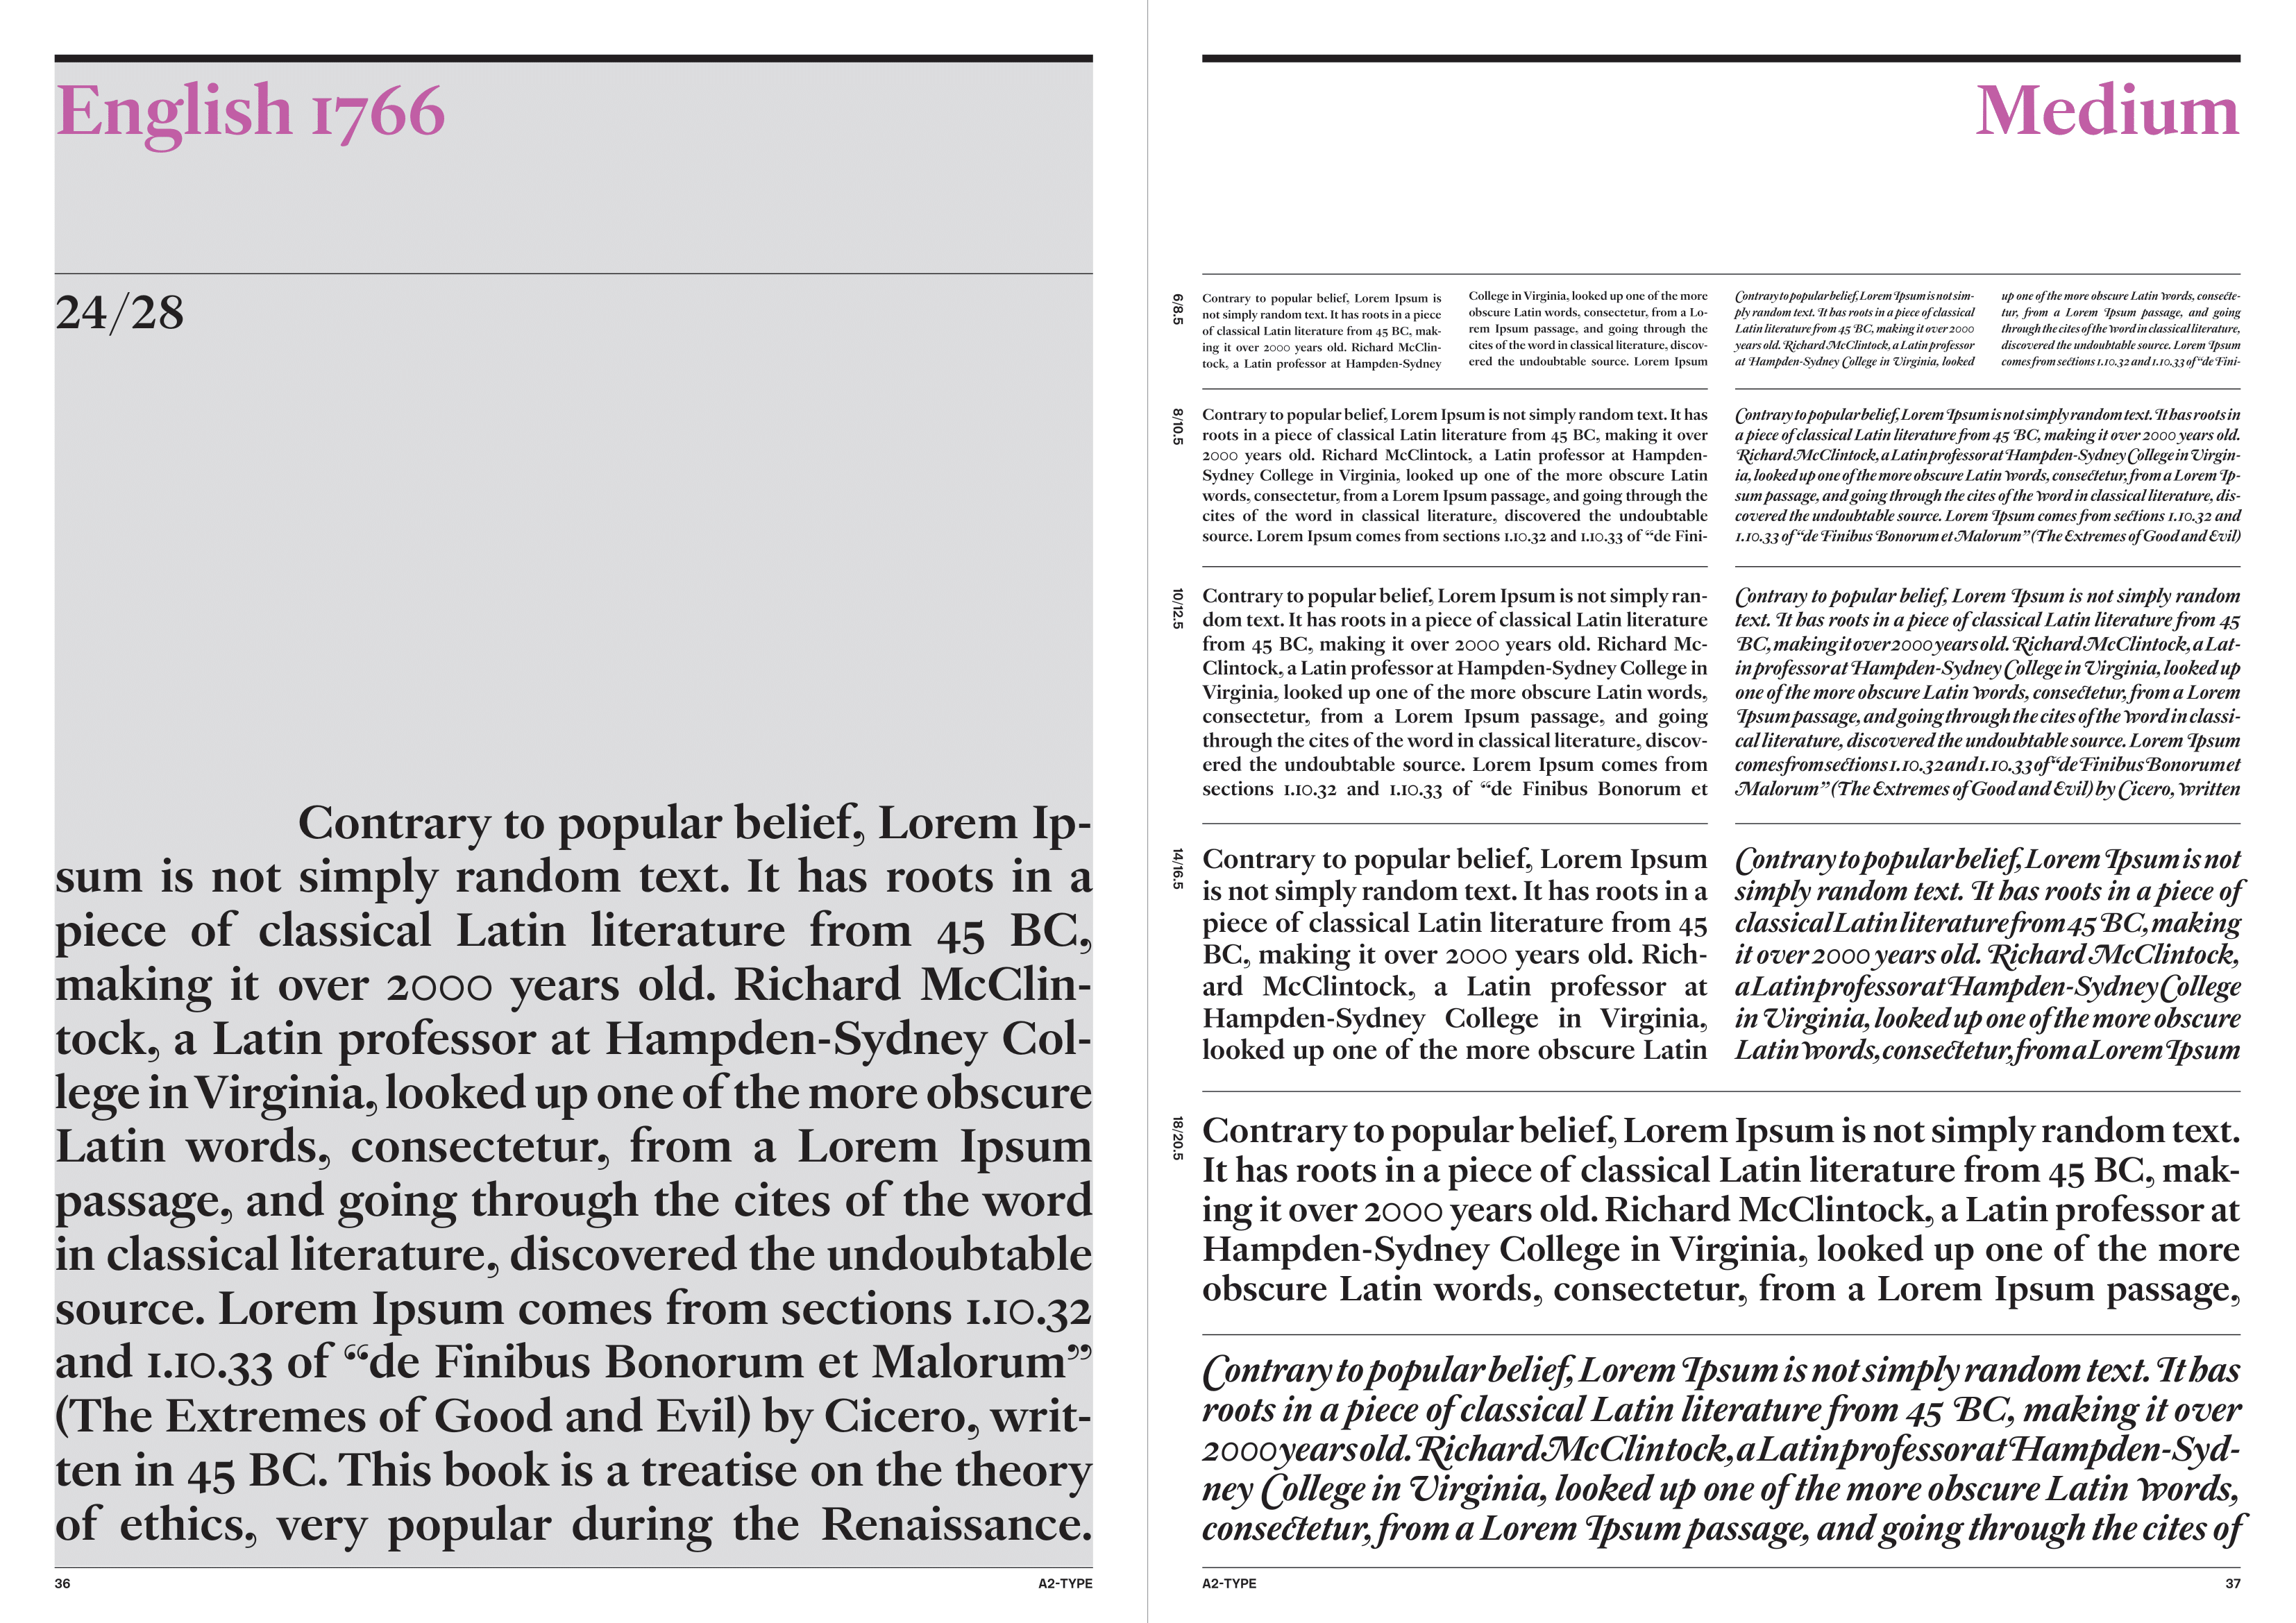 English 1766
24/28
Contrary to popular belief, Lorem Ip-
sum is not simply random text. It has roots in a
piece of classical Latin literature from 45 BC,
making it over 2000 years old. Richard McClin-
tock, a Latin professor at Hampden-Sydney Col-
lege in Virginia, looked up one of the more obscure
Latin words, consectetur, from a Lorem Ipsum
passage, and going through the cites of the word
in classical literature, discovered the undoubtable
source. Lorem Ipsum comes from sections 1.10.32
and 1.10.33 of “de Finibus Bonorum et Malorum”
(The Extremes of Good and Evil) by Cicero, writ-
ten in 45 BC. This book is a treatise on the theory
of ethics, very popular during the Renaissance.
36
A2-TYPE
Medium
6/8.5
Contrary to popular belief, Lorem Ipsum is
not simply random text. It has roots in a piece
of classical Latin literature from 45 BC, mak-
ing it over 2000 years old. Richard McClin-
tock, a Latin professor at Hampden-Sydney
College in Virginia, looked up one of the more
obscure Latin words, consectetur, from a Lo-
rem Ipsum passage, and going through the
cites of the word in classical literature, discov-
ered the undoubtable source. Lorem Ipsum
Contrary to popular belief, Lorem Ipsum is not sim-
ply random text. It has roots in a piece of classical
Latin literature from 45 BC, making it over 2000
years old. Richard McClintock, a Latin professor
at Hampden-Sydney College in Virginia, looked
up one of the more obscure Latin words, consecte-
tur, from a Lorem Ipsum passage, and going
through the cites of the word in classical literature,
discovered the undoubtable source. Lorem Ipsum
comes from sections 1.10.32 and 1.10.33 of “de Fini-
8/10.5
Contrary to popular belief, Lorem Ipsum is not simply random text. It has
roots in a piece of classical Latin literature from 45 BC, making it over
2000 years old. Richard McClintock, a Latin professor at Hampden-
Sydney College in Virginia, looked up one of the more obscure Latin
words, consectetur, from a Lorem Ipsum passage, and going through the
cites of the word in classical literature, discovered the undoubtable
source. Lorem Ipsum comes from sections 1.10.32 and 1.10.33 of “de Fini-
Contrary to popular belief, Lorem Ipsum is not simply random text. It has roots in
a piece of classical Latin literature from 45 BC, making it over 2000 years old.
Richard McClintock, a Latin professor at Hampden-Sydney College in Virgin-
ia, looked up one of the more obscure Latin words, consectetur, from a Lorem Ip-
sum passage, and going through the cites of the word in classical literature, dis-
covered the undoubtable source. Lorem Ipsum comes from sections 1.10.32 and
1.10.33 of “de Finibus Bonorum et Malorum” (The Extremes of Good and Evil)
10/12.5
Contrary to popular belief, Lorem Ipsum is not simply ran-
dom text. It has roots in a piece of classical Latin literature
from 45 BC, making it over 2000 years old. Richard Mc-
Clintock, a Latin professor at Hampden-Sydney College in
Virginia, looked up one of the more obscure Latin words,
consectetur, from a Lorem Ipsum passage, and going
through the cites of the word in classical literature, discov-
ered the undoubtable source. Lorem Ipsum comes from
sections 1.10.32 and 1.10.33 of “de Finibus Bonorum et
Contrary to popular belief, Lorem Ipsum is not simply random
text. It has roots in a piece of classical Latin literature from 45
BC, making it over 2000 years old. Richard McClintock, a Lat-
in professor at Hampden-Sydney College in Virginia, looked up
one of the more obscure Latin words, consectetur, from a Lorem
Ipsum passage, and going through the cites of the word in classi-
cal literature, discovered the undoubtable source. Lorem Ipsum
comes from sections 1.10.32 and 1.10.33 of “de Finibus Bonorum et
Malorum” (The Extremes of Good and Evil) by Cicero, written
14/16.5
Contrary to popular belief, Lorem Ipsum
is not simply random text. It has roots in a
piece of classical Latin literature from 45
BC, making it over 2000 years old. Rich-
ard McClintock, a Latin professor at
Hampden-Sydney College in Virginia,
looked up one of the more obscure Latin
Contrary to popular belief, Lorem Ipsum is not
simply random text. It has roots in a piece of
classical Latin literature from 45 BC, making
it over 2000 years old. Richard McClintock,
a Latin professor at Hampden-Sydney College
in Virginia, looked up one of the more obscure
Latin words, consectetur, from a Lorem Ipsum
18/20.5
Contrary to popular belief, Lorem Ipsum is not simply random text.
It has roots in a piece of classical Latin literature from 45 BC, mak-
ing it over 2000 years old. Richard McClintock, a Latin professor at
Hampden-Sydney College in Virginia, looked up one of the more
obscure Latin words, consectetur, from a Lorem Ipsum passage,
Contrary to popular belief, Lorem Ipsum is not simply random text. It has
roots in a piece of classical Latin literature from 45 BC, making it over
2000 years old. Richard McClintock, a Latin professor at Hampden-Syd-
ney College in Virginia, looked up one of the more obscure Latin words,
consectetur, from a Lorem Ipsum passage, and going through the cites of
A2-TYPE
37